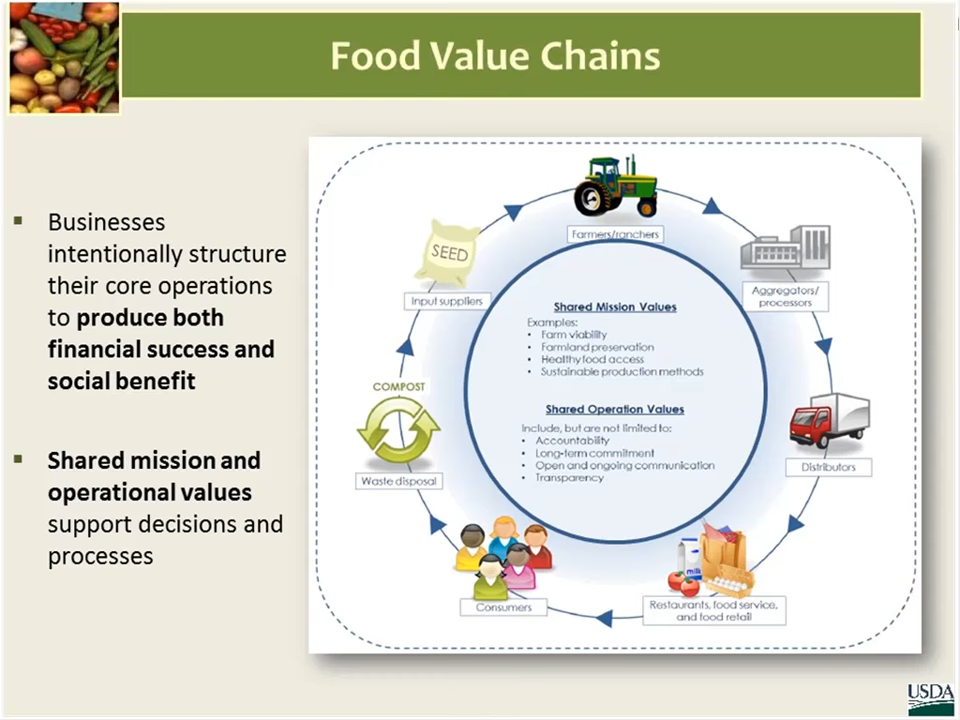 Food Value Chains
Businesses
intentionally structure
their core operations
to produce both
financial success and
social benefit
Shared mission and
operational values
support decisions and
processes
Farmers/ranchers
SEED
Input suppliers
Aggregators/
processors
Shared Mission Values
Examples:
Farm viability
Farmland preservation
Healthy food access
Sustainable production methods
Shared Operation Values
Include, but are not limited to:
Accountability
Long-term commitment
Open and ongoing communication
Transparency
COMPOST
Waste disposal
Distributors
milk
Consumers
Restaurants, food service,
and food retail
USDA